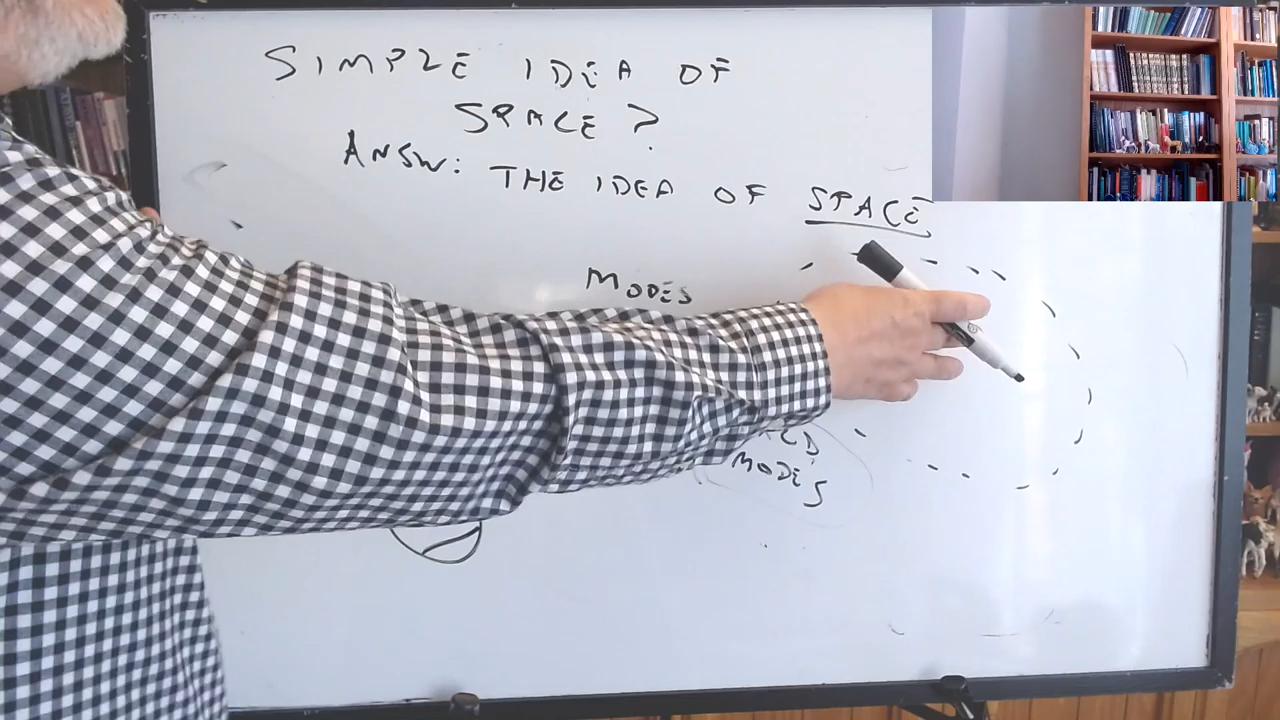 SIMPLE IDEA OF
SPACE?
ANSW: THE IDEA OF SPACE
MODES
MODES